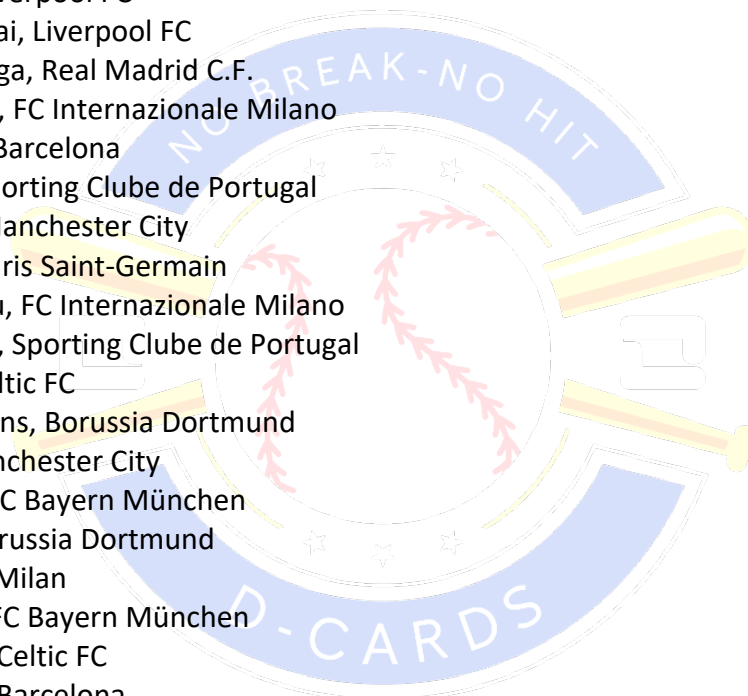 ai, Liverpool FC
ga, Real Madrid C.F.
, FC Internazionale Milano
Barcelona
orting Clube de Portugal
Manchester City
ris Saint-Germain
u, FC Internazionale Milano
, Sporting Clube de Portugal
ltic FC
ns, Borussia Dortmund
nchester City
C Bayern München
russia Dortmund
Milan
FC Bayern München
Celtic FC
Barcelona
NO BREAK-NO HIT
D-CARDS